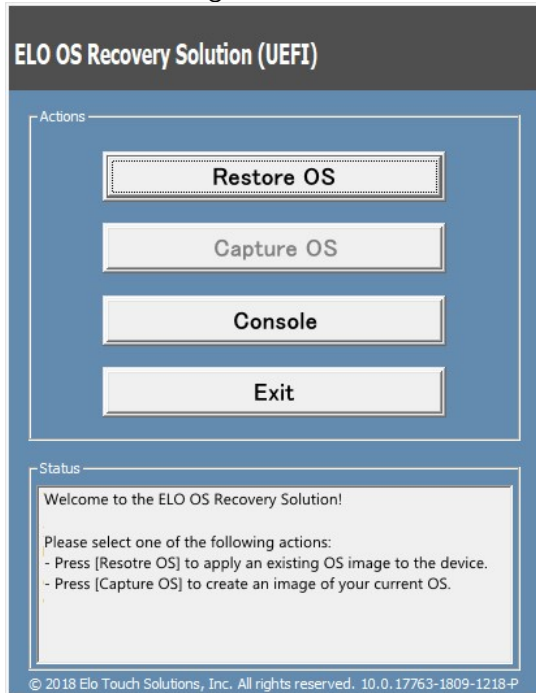 ELO OS Recovery Solution (UEFI)
Actions
Restore OS
Capture OS
Console
Exit
Status
Welcome to the ELO OS Recovery Solution!
Please select one of the following actions:
- Press [Resotre OS] to apply an existing OS image to the device.
- Press [Capture OS] to create an image of your current OS.
© 2018 Elo Touch Solutions, Inc. All rights reserved. 10.0.17763-1809-1218-P